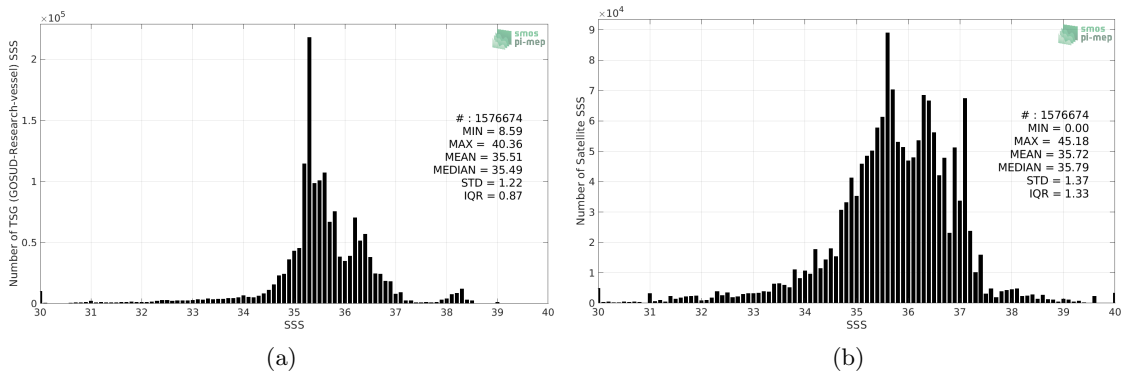 ×10⁵
smos
pi-mep
Number of TSG (GOSUD-Research-vessel) SSS
2
1.5
1
0.5
0
# : 1576674
MIN = 8.59
MAX = 40.36
MEAN = 35.51
MEDIAN = 35.49
STD = 1.22
IQR = 0.87
30 31 32 33 34 35 36 37 38 39 40
SSS
(a)
×10⁴
smos
pi-mep
Number of Satellite SSS
9
8
7
6
5
4
3
2
1
0
# : 1576674
MIN = 0.00
MAX = 45.18
MEAN = 35.72
MEDIAN = 35.79
STD = 1.37
IQR = 1.33
30 31 32 33 34 35 36 37 38 39 40
SSS
(b)